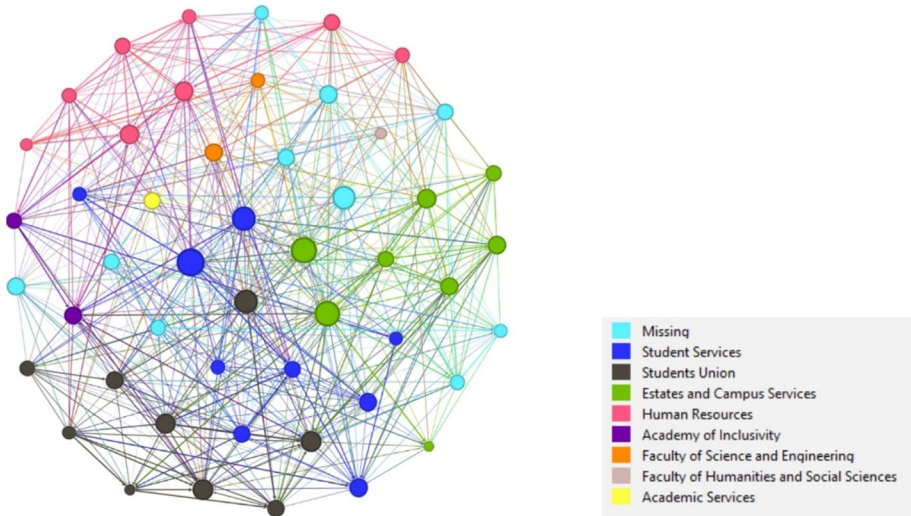 Missing
Student Services
Students Union
Estates and Campus Services
Human Resources
Academy of Inclusivity
Faculty of Science and Engineering
Faculty of Humanities and Social Sciences
Academic Services